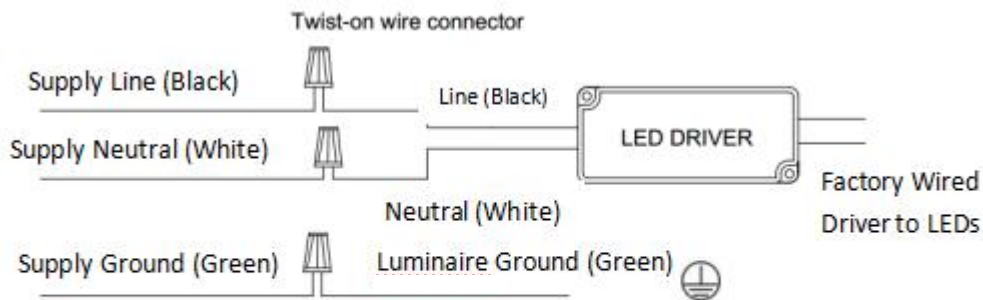 Twist-on wire connector
Supply Line (Black)
Line (Black)
LED DRIVER
Supply Neutral (White)
Factory Wired
Driver to LEDs
Neutral (White)
Supply Ground (Green)
Luminaire Ground (Green)